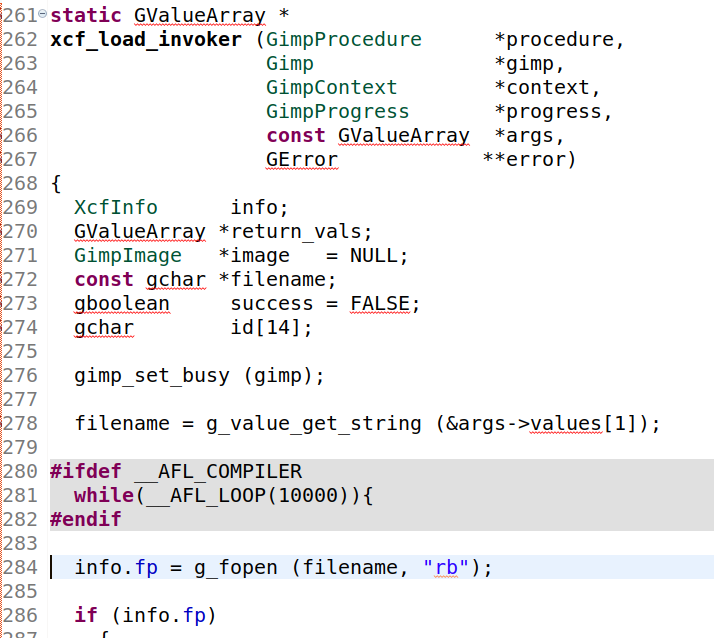 261 static GValueArray *
262 xcf_load_invoker (GimpProcedure      *procedure,
263                   Gimp               *gimp,
264                   GimpContext        *context,
265                   GimpProgress       *progress,
266                   const GValueArray  *args,
267                   GError            **error)
268 {
269   XcfInfo      info;
270   GValueArray *return_vals;
271   GimpImage   *image   = NULL;
272   const gchar *filename;
273   gboolean     success = FALSE;
274   gchar        id[14];
275
276   gimp_set_busy (gimp);
277
278   filename = g_value_get_string (&args->values[1]);
279
280 #ifdef __AFL_COMPILER
281   while(__AFL_LOOP(10000)){
282 #endif
283
284   info.fp = g_fopen (filename, "rb");
285
286   if (info.fp)
287     {